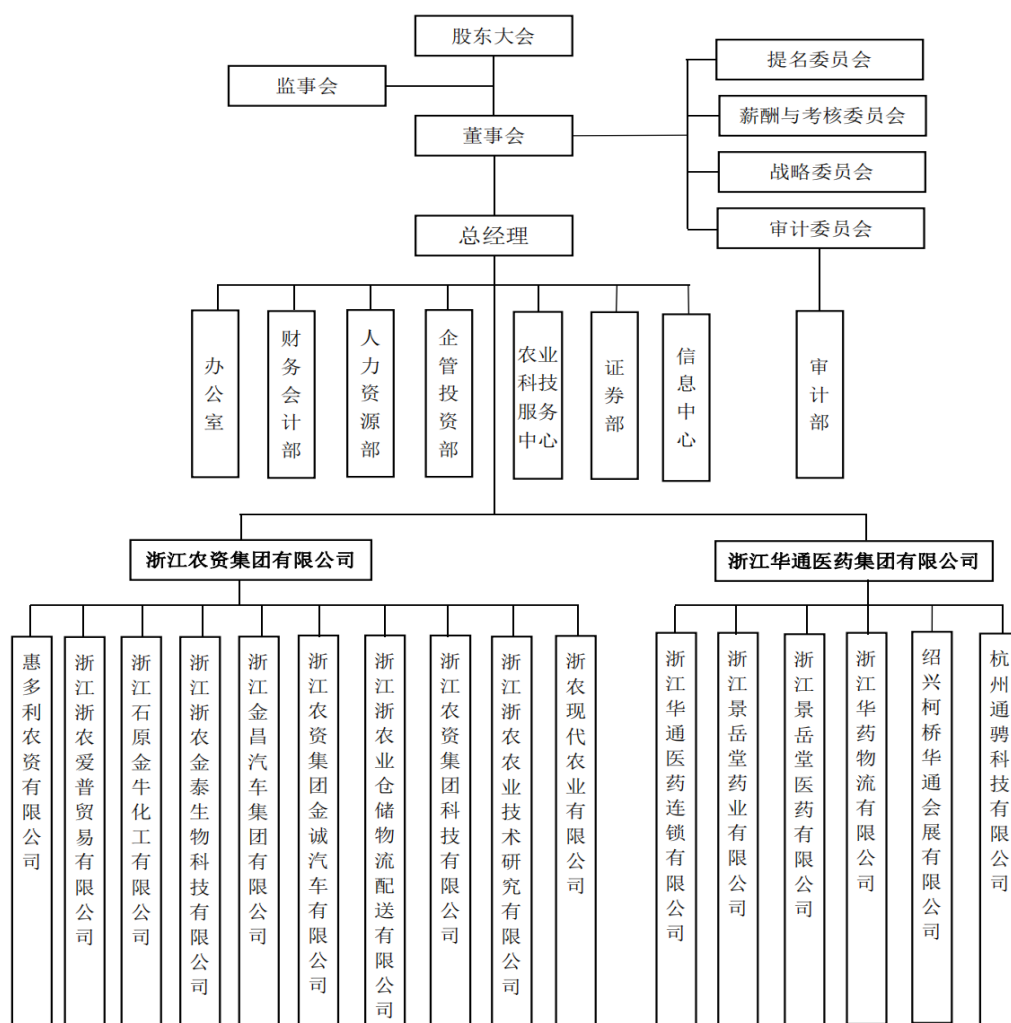 股东大会
监事会
提名委员会
薪酬与考核委员会
董事会
战略委员会
审计委员会
总经理
办公室
财务会计部
人力资源部
企管投资部
农业科技服务中心
证券部
信息中心
审计部
浙江农资集团有限公司
浙江华通医药集团有限公司
惠多利农资有限公司
浙江浙农爱普贸易有限公司
浙江石原金牛化工有限公司
浙江浙农金泰生物科技有限公司
浙江金昌汽车集团有限公司
浙江农资集团金诚汽车有限公司
浙江浙农业仓储物流配送有限公司
浙江农资集团科技有限公司
浙江浙农农业技术研究有限公司
浙农现代农业有限公司
浙江华通医药连锁有限公司
浙江景岳堂药业有限公司
浙江景岳堂医药有限公司
浙江华药物流有限公司
绍兴柯桥华通会展有限公司
杭州通骋科技有限公司